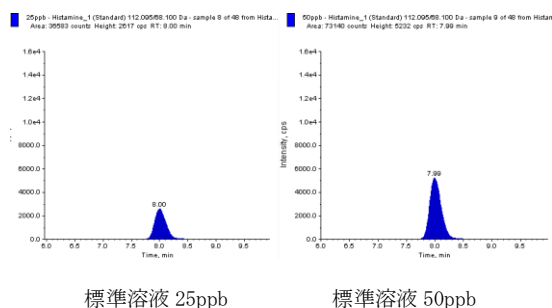 25ppb - Histamine_1 (Standard) 112.095/68.100 Da - sample 8 of 48 from Hista...
Area: 36583 counts Height: 2617 cps RT: 8.00 min
1.6e4
1.4e4
1.2e4
1.0e4
8000.0
6000.0
4000.0
2000.0
0.0
8.00
6.0 6.5 7.0 7.5 8.0 8.5 9.0 9.5
Time, min
標準溶液 25ppb
50ppb - Histamine_1 (Standard) 112.095/68.100 Da - sample 9 of 48 from Hista...
Area: 73140 counts Height: 5232 cps RT: 7.99 min
Intensity, cps
1.6e4
1.4e4
1.2e4
1.0e4
8000.0
6000.0
4000.0
2000.0
0.0
7.99
6.0 6.5 7.0 7.5 8.0 8.5 9.0 9.5
Time, min
標準溶液 50ppb